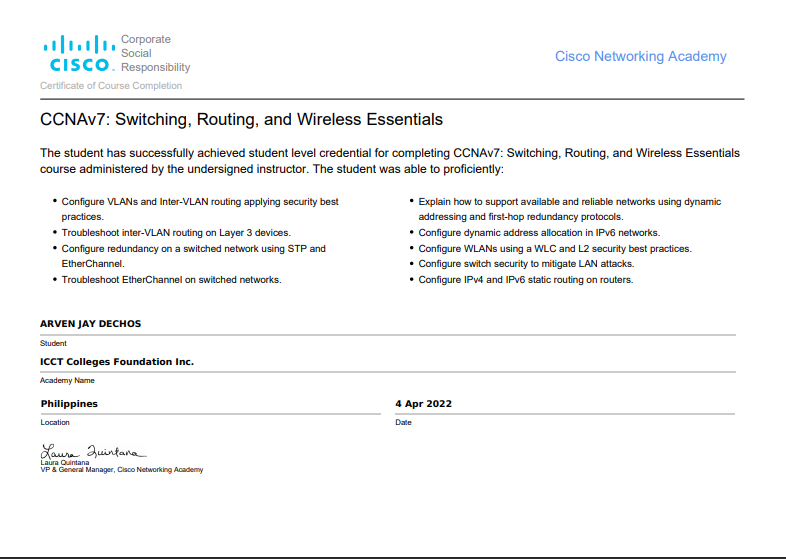 Corporate
Social
Responsibility
CISCO.
Cisco Networking Academy
Certificate of Course Completion
CCNAv7: Switching, Routing, and Wireless Essentials
The student has successfully achieved student level credential for completing CCNAv7: Switching, Routing, and Wireless Essentials
course administered by the undersigned instructor. The student was able to proficiently:
• Configure VLANs and Inter-VLAN routing applying security best
practices.
• Troubleshoot inter-VLAN routing on Layer 3 devices.
• Configure redundancy on a switched network using STP and
EtherChannel.
• Troubleshoot EtherChannel on switched networks.
• Explain how to support available and reliable networks using dynamic
addressing and first-hop redundancy protocols.
• Configure dynamic address allocation in IPv6 networks.
• Configure WLANs using a WLC and L2 security best practices.
• Configure switch security to mitigate LAN attacks.
• Configure IPv4 and IPv6 static routing on routers.
ARVEN JAY DECHOS
Student
ICCT Colleges Foundation Inc.
Academy Name
Philippines
Location
4 Apr 2022
Date
Laura Quintana
Laura Quintana
VP & General Manager, Cisco Networking Academy